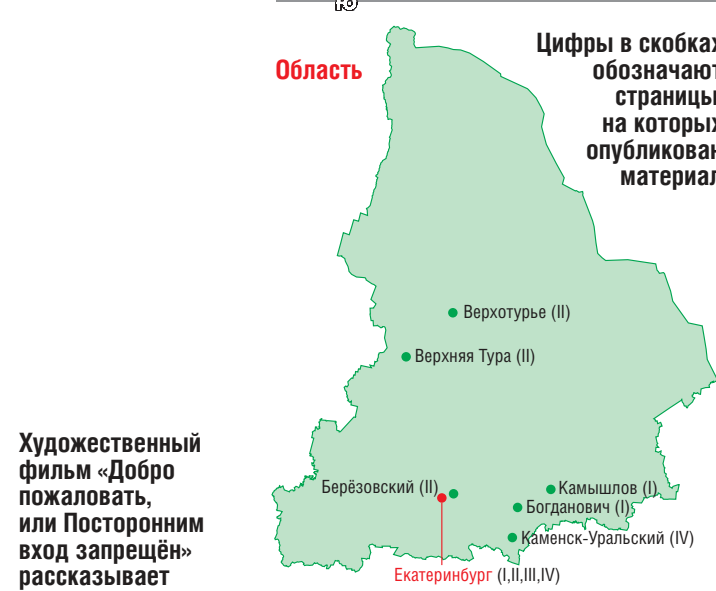 Область
Цифры в скобках
обозначают
страницы,
на которых
опубликован
материал
Верхотурье (II)
Верхняя Тура (II)
Берёзовский (II)
Камышлов (I)
Богданович (I)
Каменск-Уральский (IV)
Екатеринбург (I,II,III,IV)
Художественный
фильм «Добро
пожаловать,
или Посторонним
вход запрещён»
рассказывает